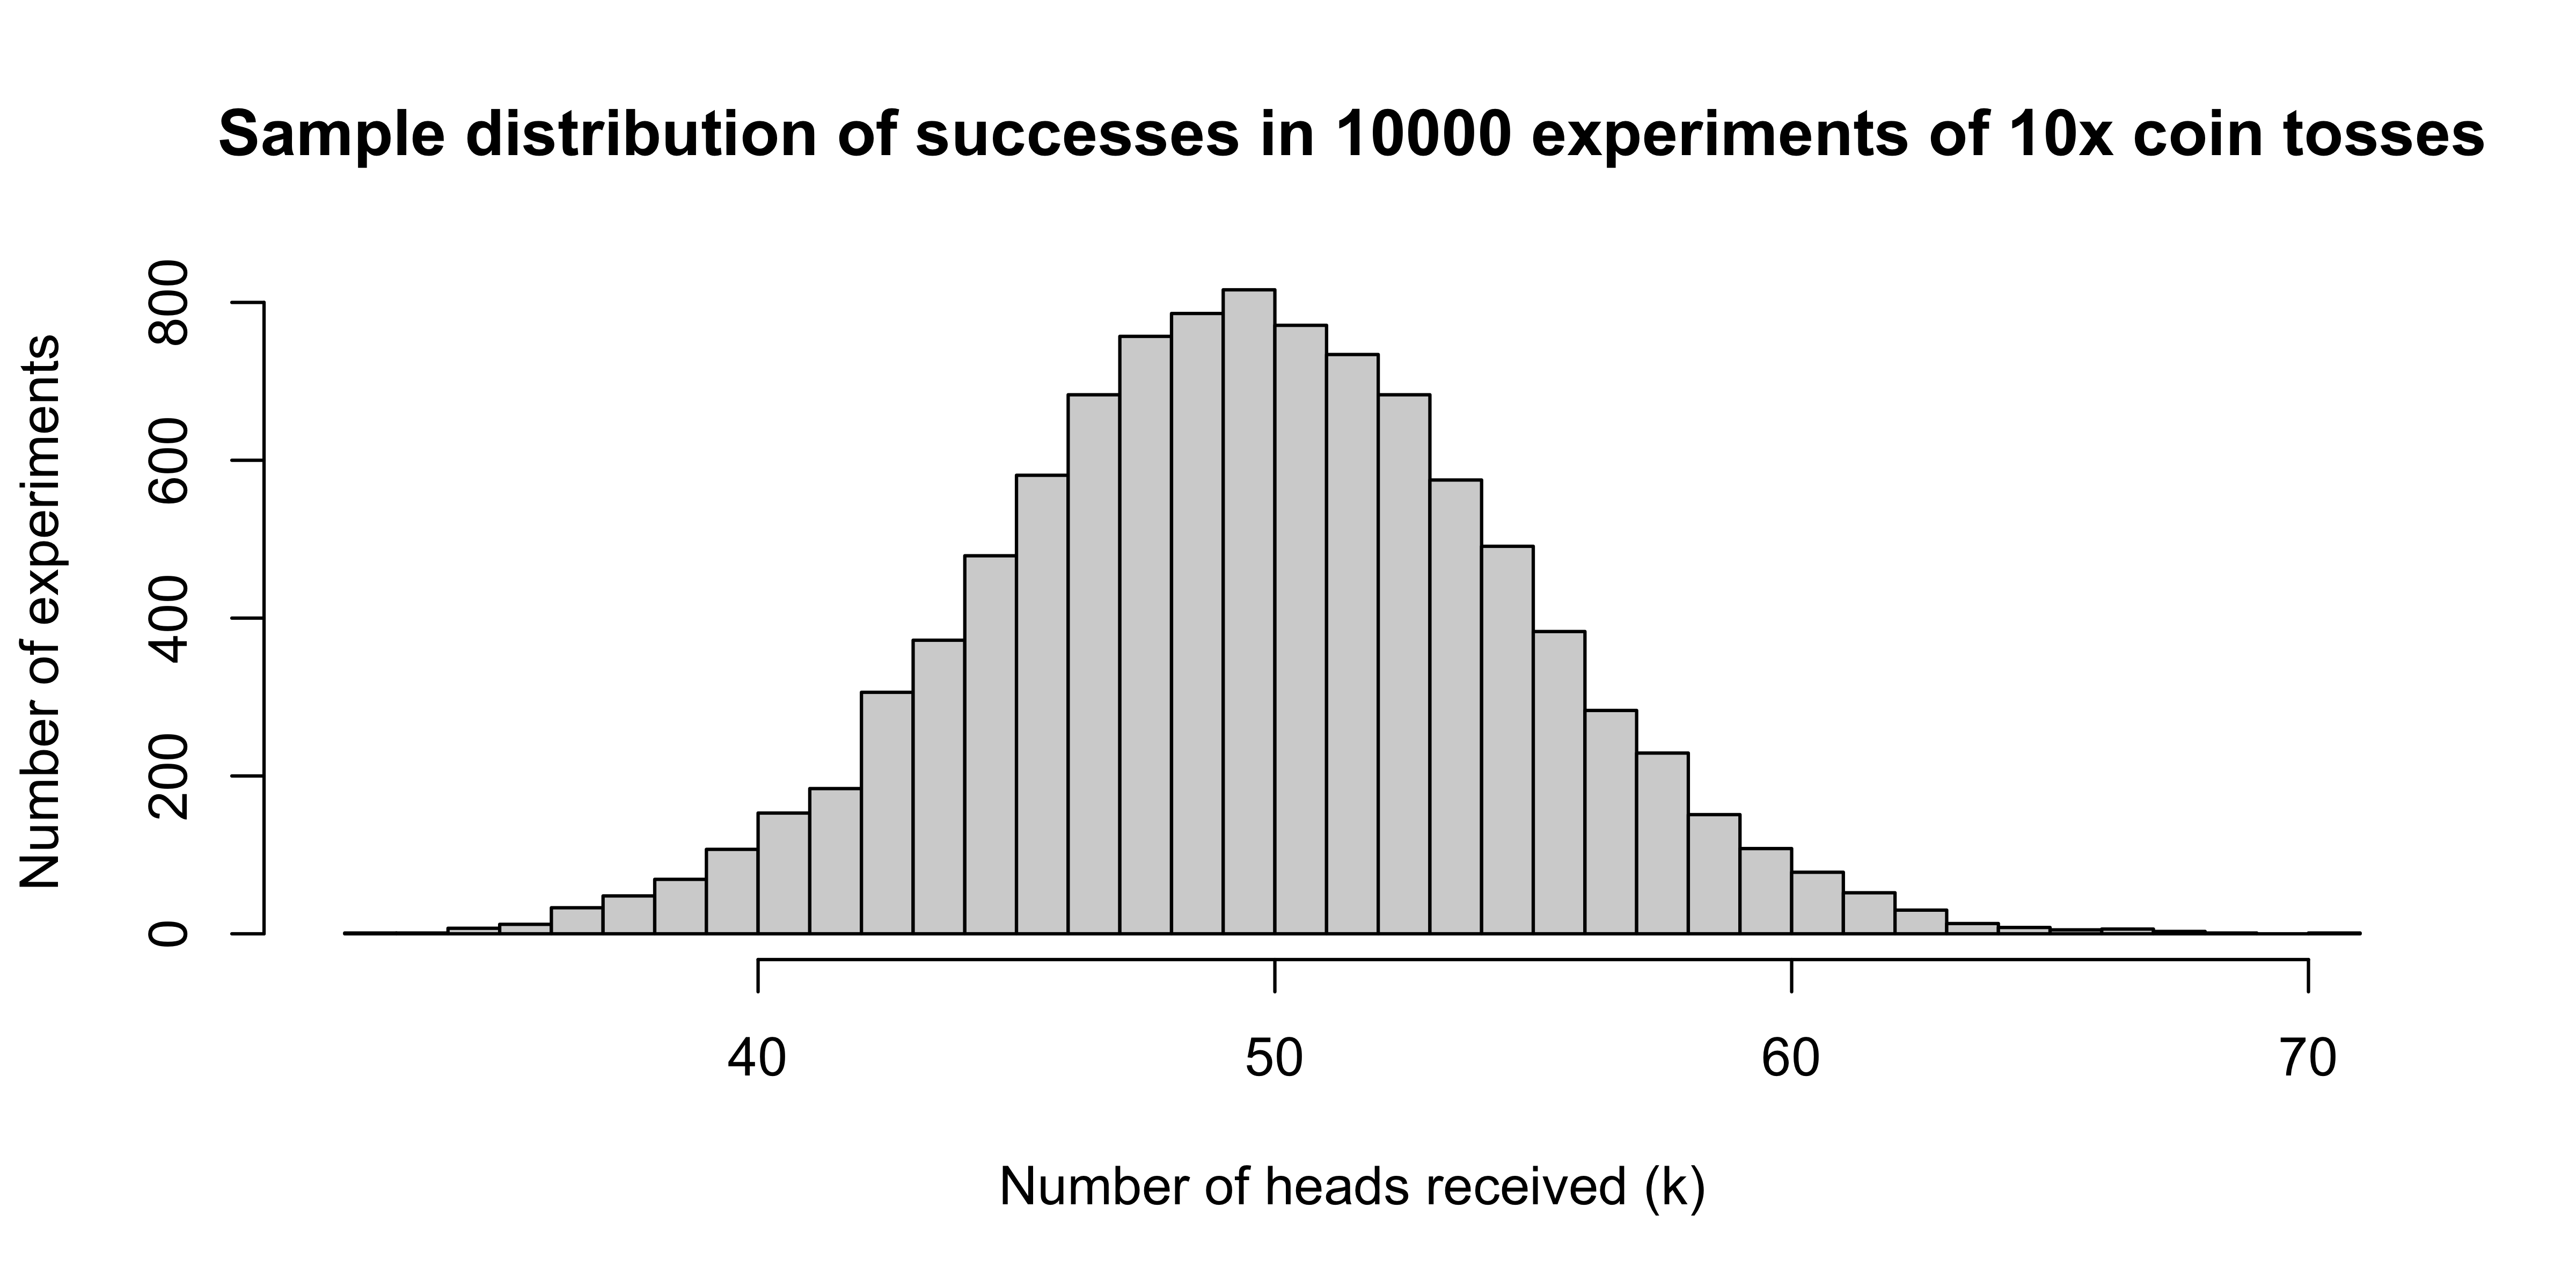 Sample distribution of successes in 10000 experiments of 10x coin tosses
Number of experiments
800
600
400
200
0
40 50 60 70
Number of heads received (k)